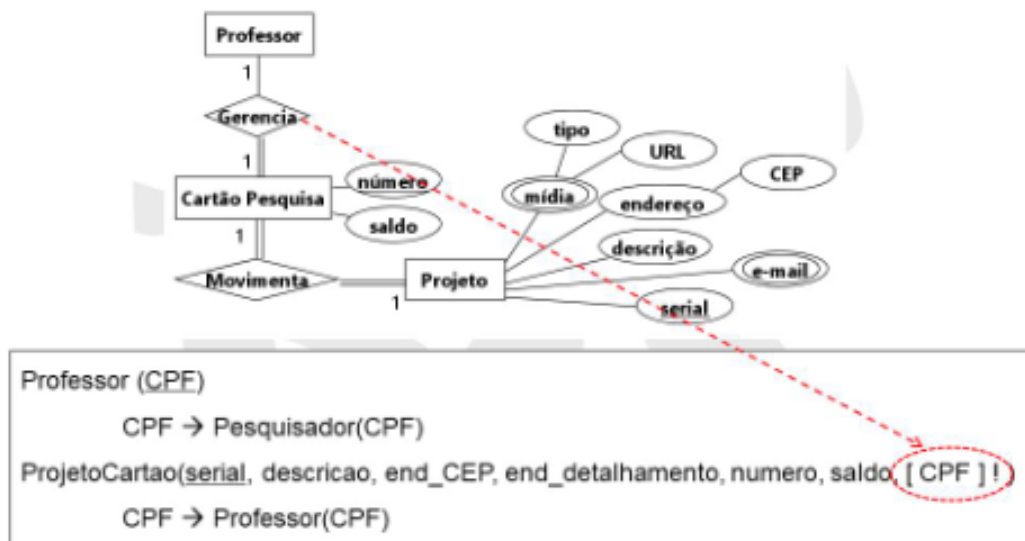 Professor
1
Gerencia
1
Cartão Pesquisa
número
saldo
1
Movimenta
1
Projeto
tipo
URL
mídia
CEP
endereço
descrição
e-mail
serial
Professor (CPF)
CPF → Pesquisador(CPF)
ProjetoCartao(serial, descricao, end_CEP, end_detalhamento, numero, saldo, [ CPF ] ! )
CPF → Professor(CPF)